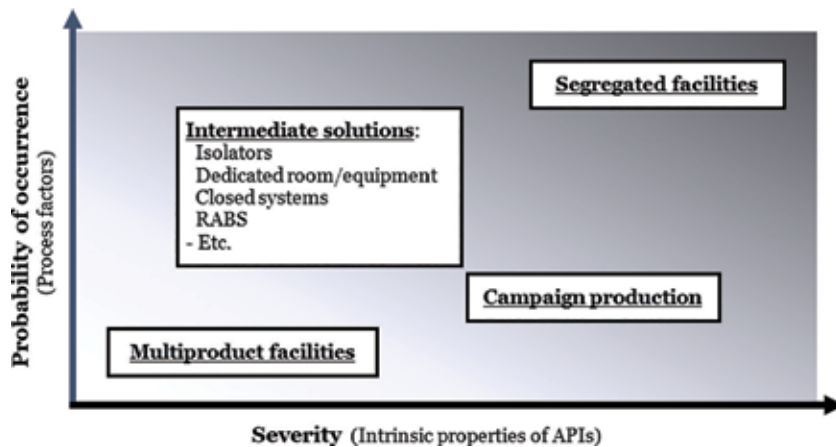 Probability of occurrence
(Process factors)
Segregated facilities
Intermediate solutions:
Isolators
Dedicated room/equipment
Closed systems
RABS
- Etc.
Campaign production
Multiproduct facilities
Severity (Intrinsic properties of APIs)